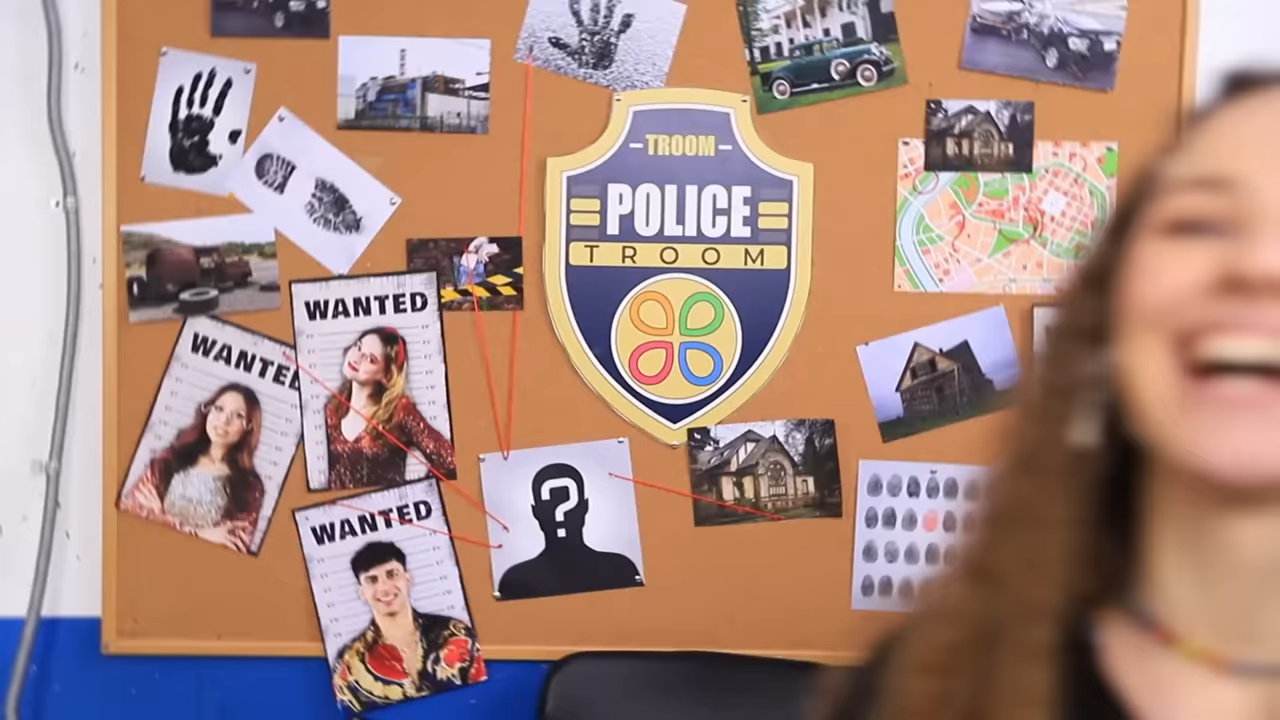 –TROOM–
POLICE
TROOM
WANTED
WANTED
WANTED
?